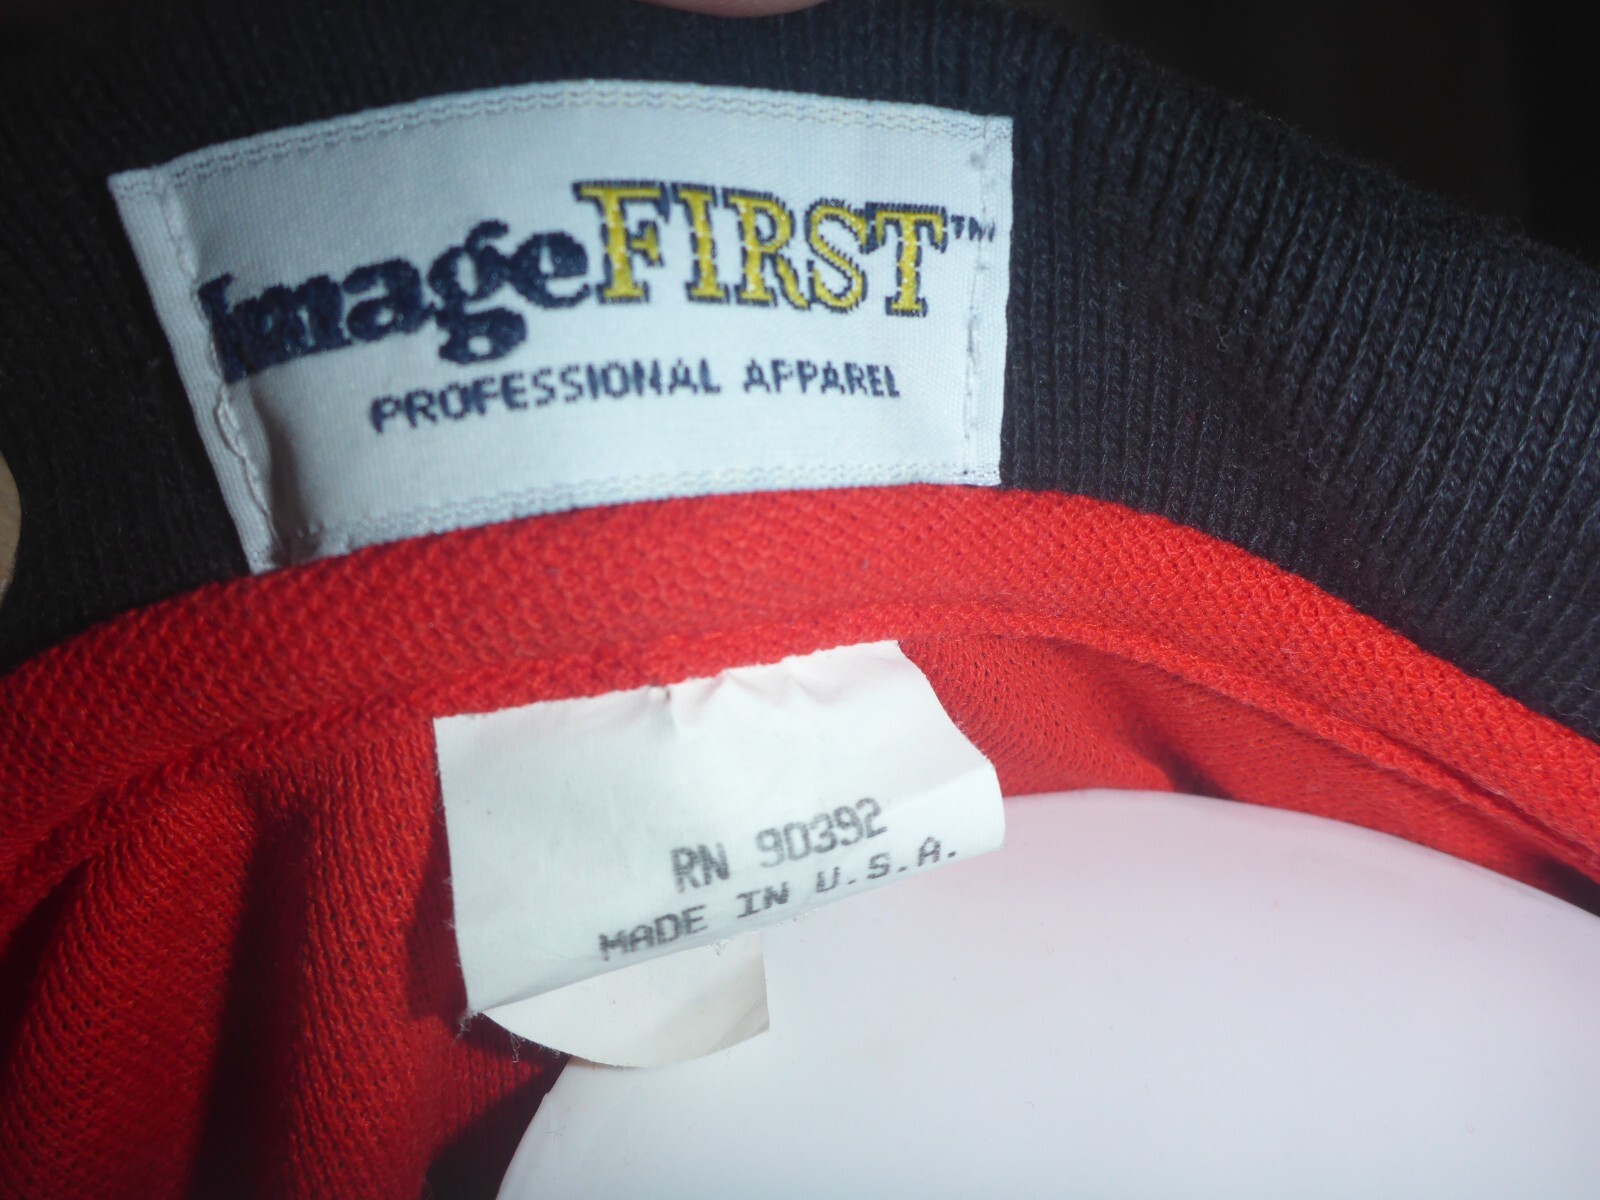 ImageFIRST™
PROFESSIONAL APPAREL
RN 90392
MADE IN U.S.A.